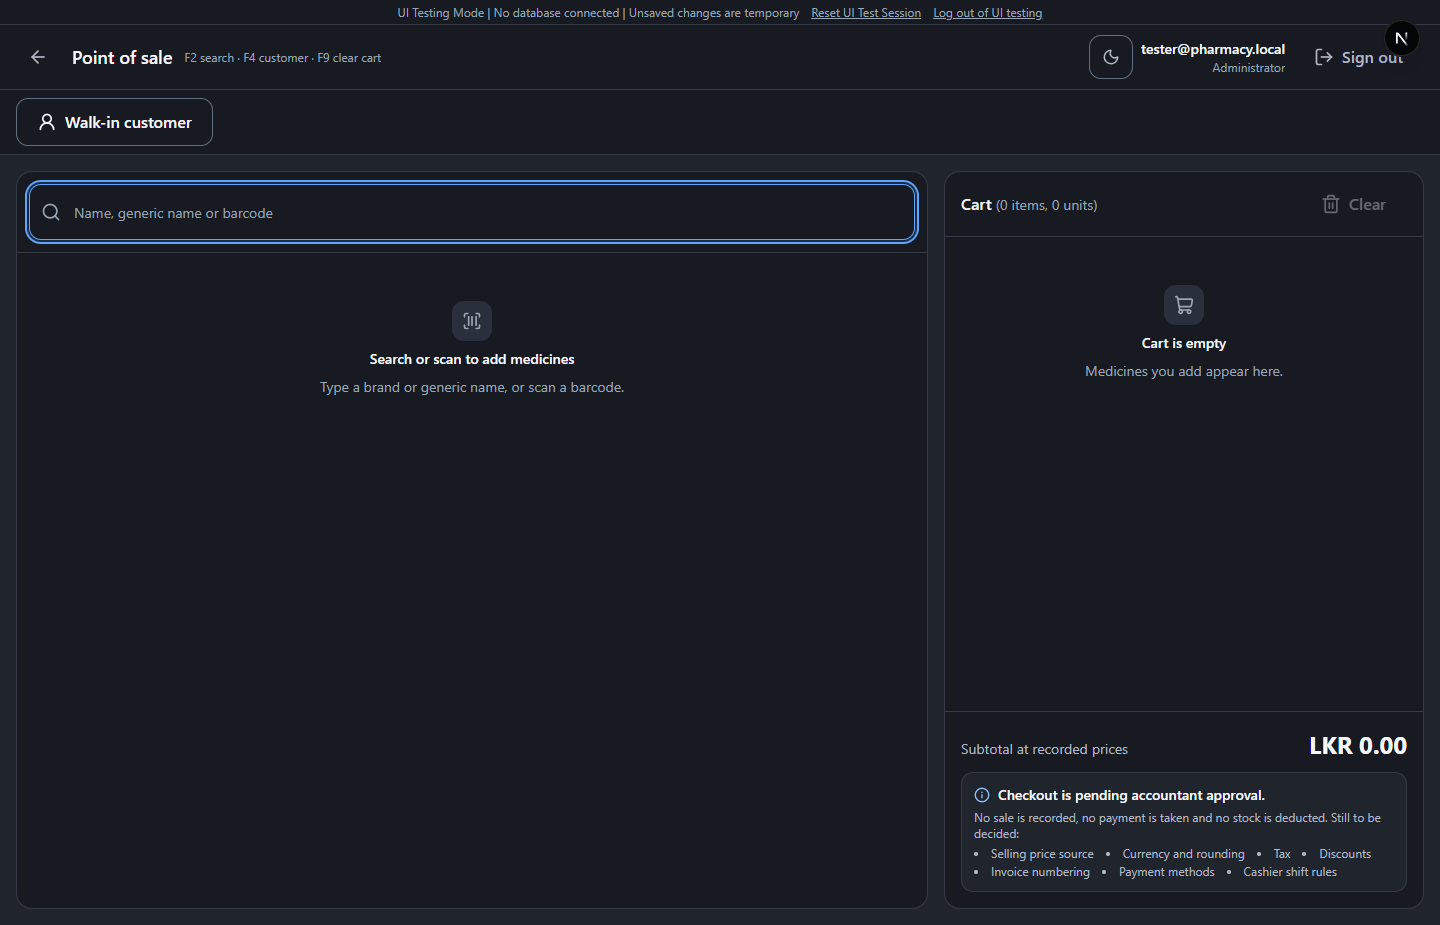 UI Testing Mode | No database connected | Unsaved changes are temporary Reset UI Test Session Log out of UI testing
Point of sale F2 search · F4 customer · F9 clear cart
tester@pharmacy.local
Administrator
Sign out
N
Walk-in customer
Name, generic name or barcode
Search or scan to add medicines
Type a brand or generic name, or scan a barcode.
Cart (0 items, 0 units)
Clear
Cart is empty
Medicines you add appear here.
Subtotal at recorded prices LKR 0.00
Checkout is pending accountant approval.
No sale is recorded, no payment is taken and no stock is deducted. Still to be
decided:
• Selling price source • Currency and rounding • Tax • Discounts
• Invoice numbering • Payment methods • Cashier shift rules